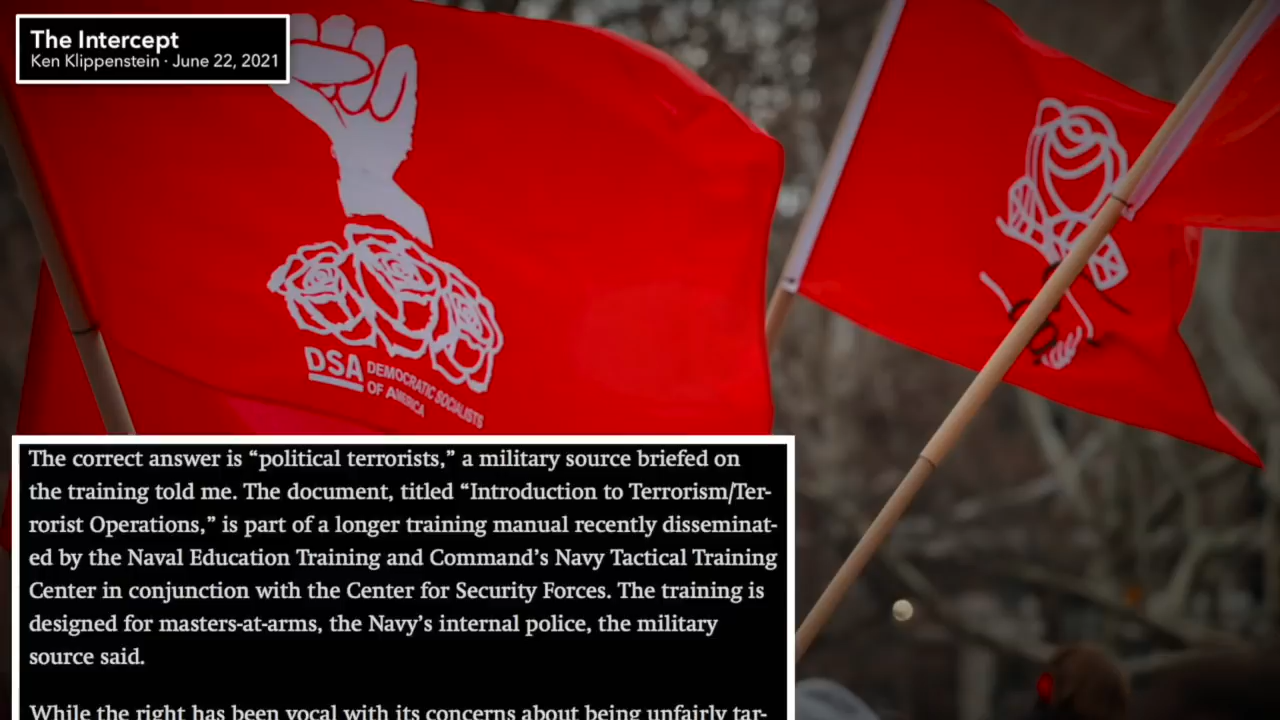 The Intercept
Ken Klippenstein · June 22, 2021
DSA DEMOCRATIC SOCIALISTS
OF AMERICA
The correct answer is “political terrorists,” a military source briefed on
the training told me. The document, titled “Introduction to Terrorism/Ter-
rorist Operations,” is part of a longer training manual recently disseminat-
ed by the Naval Education Training and Command’s Navy Tactical Training
Center in conjunction with the Center for Security Forces. The training is
designed for masters-at-arms, the Navy’s internal police, the military
source said.
While the right has been vocal with its concerns about being unfairly tar-